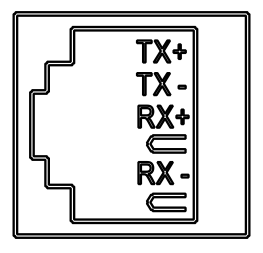 TX+
TX-
RX+
RX-